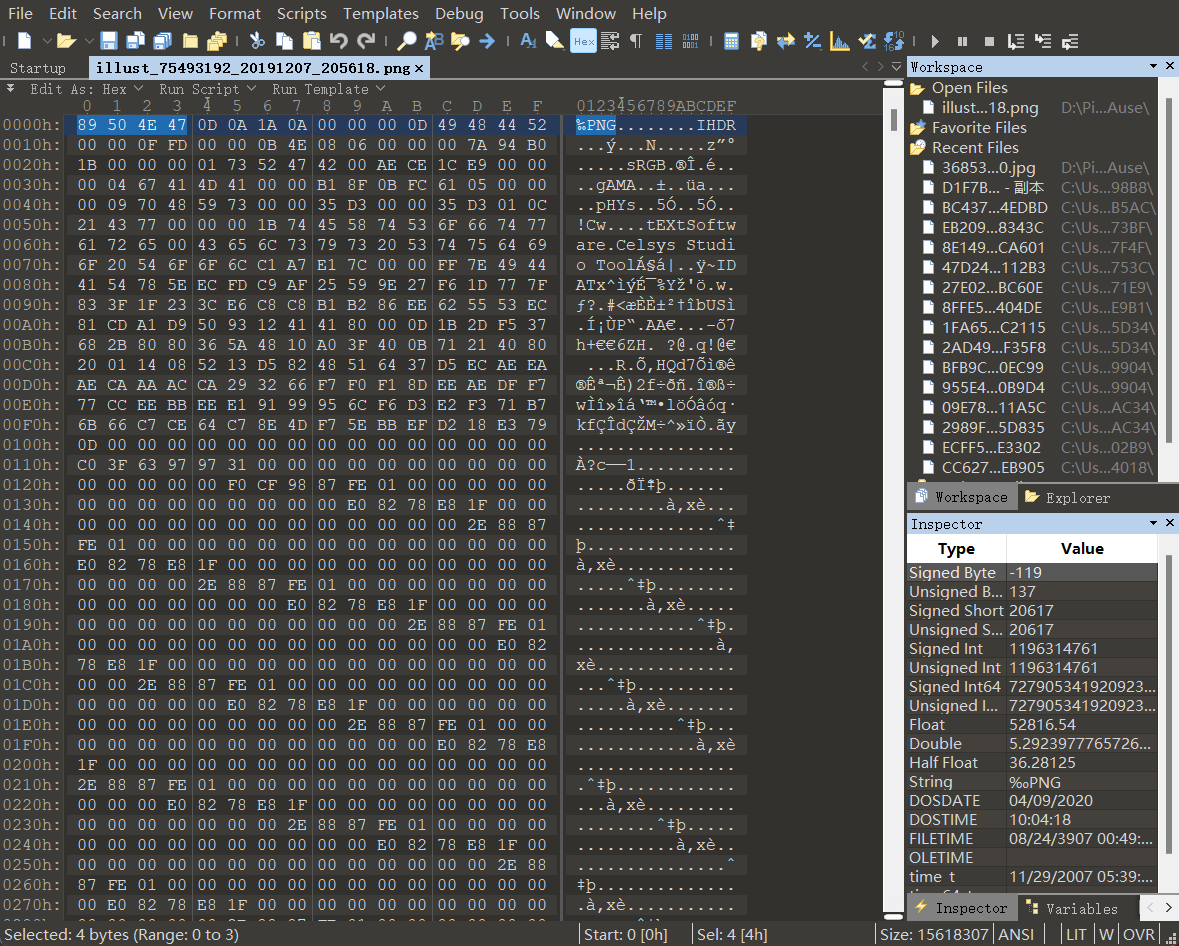 File Edit Search View Format Scripts Templates Debug Tools Window Help
Startup illust_75493192_20191207_205618.png ×
Edit As: Hex Run Script Run Template
0 1 2 3 4 5 6 7 8 9 A B C D E F 0123456789ABCDEF
0000h: 89 50 4E 47 0D 0A 1A 0A 00 00 00 0D 49 48 44 52 ‰PNG........IHDR
0010h: 00 00 0F FD 00 00 0B 4E 08 06 00 00 00 7A 94 B0 ...ý...N.....z”°
0020h: 1B 00 00 00 01 73 52 47 42 00 AE CE 1C E9 00 00 .....sRGB.®Î.é..
0030h: 00 04 67 41 4D 41 00 00 B1 8F 0B FC 61 05 00 00 ..gAMA..±..üa...
0040h: 00 09 70 48 59 73 00 00 35 D3 00 00 35 D3 01 0C ..pHYs..5Ó..5Ó..
0050h: 21 43 77 00 00 00 1B 74 45 58 74 53 6F 66 74 77 !Cw....tEXtSoftw
0060h: 61 72 65 00 43 65 6C 73 79 73 20 53 74 75 64 69 are.Celsys Studi
0070h: 6F 20 54 6F 6F 6C C1 A7 E1 7C 00 00 FF 7E 49 44 o ToolÁ§á|..ÿ~ID
0080h: 41 54 78 5E EC FD C9 AF 25 59 9E 27 F6 1D 77 7F ATx^ìýÉ¯%Yž'ö.w.
0090h: 83 3F 1F 23 3C E6 C8 C8 B1 B2 86 EE 62 55 53 EC ƒ?.#<æÈÈ±²†îbUSì
00A0h: 81 CD A1 D9 50 93 12 41 41 80 00 0D 1B 2D F5 37 .Í¡ÙP“.AA€...-õ7
00B0h: 68 2B 80 80 36 5A 48 10 A0 3F 40 0B 71 21 40 80 h+€€6ZH. ?@.q!@€
00C0h: 20 01 14 08 52 13 D5 82 48 51 64 37 D5 EC AE EA ...R.Õ‚HQd7Õì®ê
00D0h: AE CA AA AC CA 29 32 66 F7 F0 F1 8D EE AE DF F7 ®Êª¬Ê)2f÷ðñ.î®ß÷
00E0h: 77 CC EE BB EE E1 91 99 95 6C F6 D3 E2 F3 71 B7 wÌî»îá‘™•löÓâóq·
00F0h: 6B 66 C7 CE 64 C7 8E 4D F7 5E BB EF D2 18 E3 79 kfÇÎdÇŽM÷^»ïÒ.ãy
0100h: 0D 00 00 00 00 00 00 00 00 00 00 00 00 00 00 00 ................
0110h: C0 3F 63 97 97 31 00 00 00 00 00 00 00 00 00 00 À?c——1..........
0120h: 00 00 00 00 00 F0 CF 98 87 FE 01 00 00 00 00 00 .....ðÏ˜‡þ......
0130h: 00 00 00 00 00 00 00 00 00 E0 82 78 E8 1F 00 00 .........à‚xè...
0140h: 00 00 00 00 00 00 00 00 00 00 00 00 00 2E 88 87 ..............ˆ‡
0150h: FE 01 00 00 00 00 00 00 00 00 00 00 00 00 00 00 þ...............
0160h: E0 82 78 E8 1F 00 00 00 00 00 00 00 00 00 00 00 à‚xè............
0170h: 00 00 00 00 2E 88 87 FE 01 00 00 00 00 00 00 00 .....ˆ‡þ........
0180h: 00 00 00 00 00 00 00 E0 82 78 E8 1F 00 00 00 00 .......à‚xè.....
0190h: 00 00 00 00 00 00 00 00 00 00 00 2E 88 87 FE 01 ............ˆ‡þ.
01A0h: 00 00 00 00 00 00 00 00 00 00 00 00 00 00 E0 82 ..............à‚
01B0h: 78 E8 1F 00 00 00 00 00 00 00 00 00 00 00 00 00 xè..............
01C0h: 00 00 2E 88 87 FE 01 00 00 00 00 00 00 00 00 00 ...ˆ‡þ..........
01D0h: 00 00 00 00 00 E0 82 78 E8 1F 00 00 00 00 00 00 .....à‚xè.......
01E0h: 00 00 00 00 00 00 00 00 00 2E 88 87 FE 01 00 00 ..........ˆ‡þ...
01F0h: 00 00 00 00 00 00 00 00 00 00 00 00 E0 82 78 E8 ............à‚xè
0200h: 1F 00 00 00 00 00 00 00 00 00 00 00 00 00 00 00 ................
0210h: 2E 88 87 FE 01 00 00 00 00 00 00 00 00 00 00 00 .ˆ‡þ............
0220h: 00 00 00 E0 82 78 E8 1F 00 00 00 00 00 00 00 00 ...à‚xè.........
0230h: 00 00 00 00 00 00 00 2E 88 87 FE 01 00 00 00 00 ........ˆ‡þ.....
0240h: 00 00 00 00 00 00 00 00 00 00 E0 82 78 E8 1F 00 ..........à‚xè..
0250h: 00 00 00 00 00 00 00 00 00 00 00 00 00 00 2E 88 ...............ˆ
0260h: 87 FE 01 00 00 00 00 00 00 00 00 00 00 00 00 00 ‡þ..............
0270h: 00 E0 82 78 E8 1F 00 00 00 00 00 00 00 00 00 00 .à‚xè...........
Workspace
Open Files
illust...18.png D:\Pi...Ause\
Favorite Files
Recent Files
36853...0.jpg D:\Pi...Ause\
D1F7B... - 副本 C:\Us...98B8\
BC437...4EDBD C:\Us...B5AC\
EB209...8343C C:\Us...73BF\
8E149...CA601 C:\Us...7F4F\
47D24...112B3 C:\Us...753C\
27E02...BC60E C:\Us...71E9\
8FFE5...404DE C:\Us...E9B1\
1FA65...C2115 C:\Us...5D34\
2AD49...F35F8 C:\Us...5D34\
BFB9C...0EC99 C:\Us...9904\
955E4...0B9D4 C:\Us...9904\
09E78...11A5C C:\Us...AC34\
2989F...5D835 C:\Us...AC34\
ECFF5...E3302 C:\Us...02B9\
CC627...EB905 C:\Us...4018\
Workspace Explorer
Inspector
Type Value
Signed Byte -119
Unsigned B... 137
Signed Short 20617
Unsigned S... 20617
Signed Int 1196314761
Unsigned Int 1196314761
Signed Int64 727905341920923...
Unsigned I... 727905341920923...
Float 52816.54
Double 5.2923977765726...
Half Float 36.28125
String ‰PNG
DOSDATE 04/09/2020
DOSTIME 10:04:18
FILETIME 08/24/3907 00:49:...
OLETIME
time_t 11/29/2007 05:39:...
Inspector Variables
Selected: 4 bytes (Range: 0 to 3) Start: 0 [0h] Sel: 4 [4h] Size: 15618307 ANSI LIT W OVR